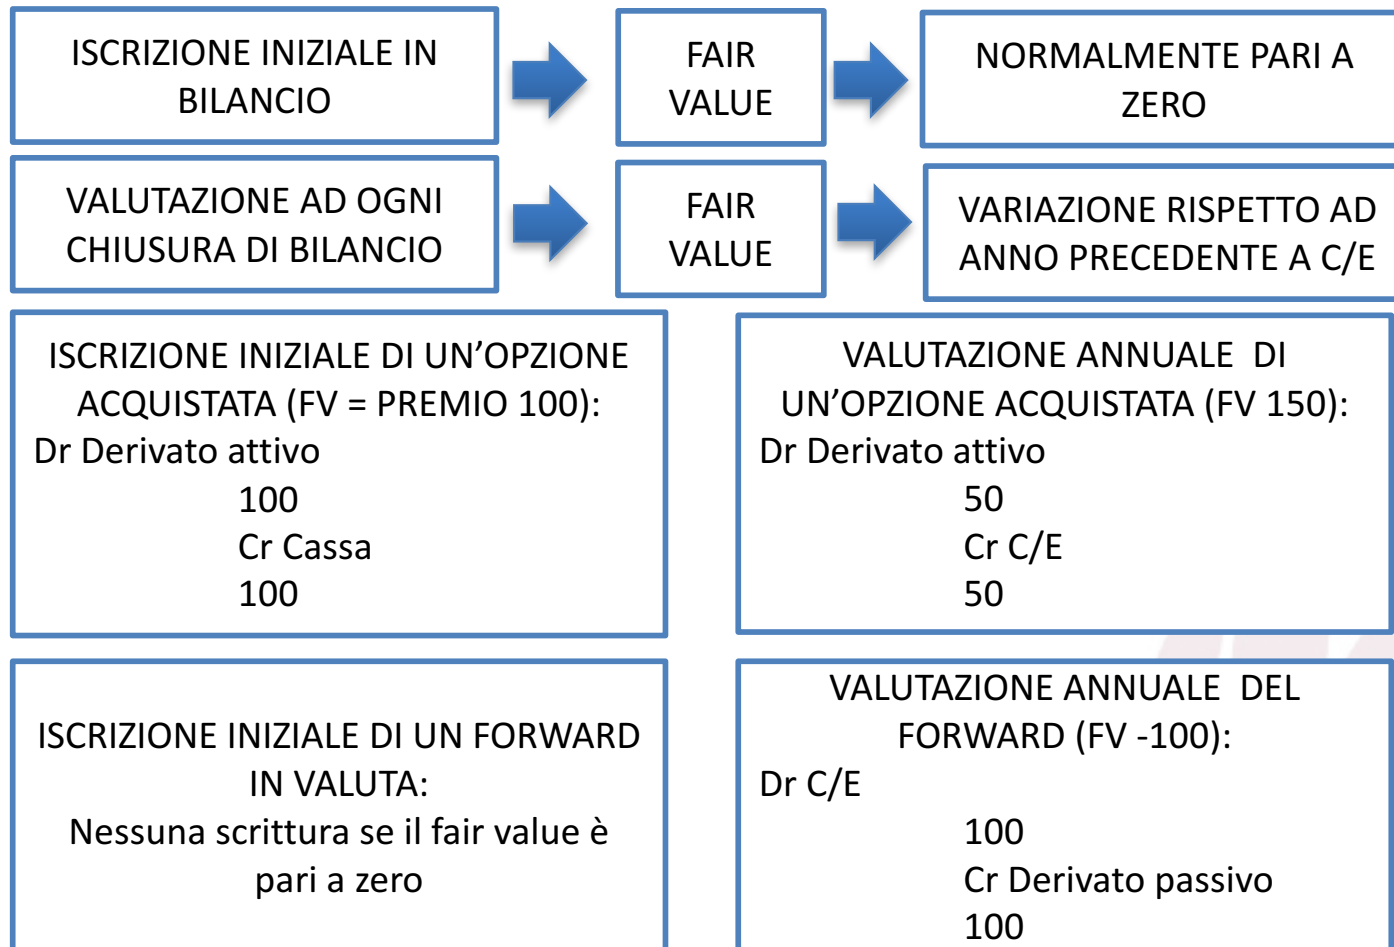 ISCRIZIONE INIZIALE IN
BILANCIO
FAIR
VALUE
NORMALMENTE PARI A
ZERO
VALUTAZIONE AD OGNI
CHIUSURA DI BILANCIO
FAIR
VALUE
VARIAZIONE RISPETTO AD
ANNO PRECEDENTE A C/E
ISCRIZIONE INIZIALE DI UN’OPZIONE
ACQUISTATA (FV = PREMIO 100):
Dr Derivato attivo
100
Cr Cassa
100
VALUTAZIONE ANNUALE DI
UN’OPZIONE ACQUISTATA (FV 150):
Dr Derivato attivo
50
Cr C/E
50
ISCRIZIONE INIZIALE DI UN FORWARD
IN VALUTA:
Nessuna scrittura se il fair value è
pari a zero
VALUTAZIONE ANNUALE DEL
FORWARD (FV -100):
Dr C/E
100
Cr Derivato passivo
100